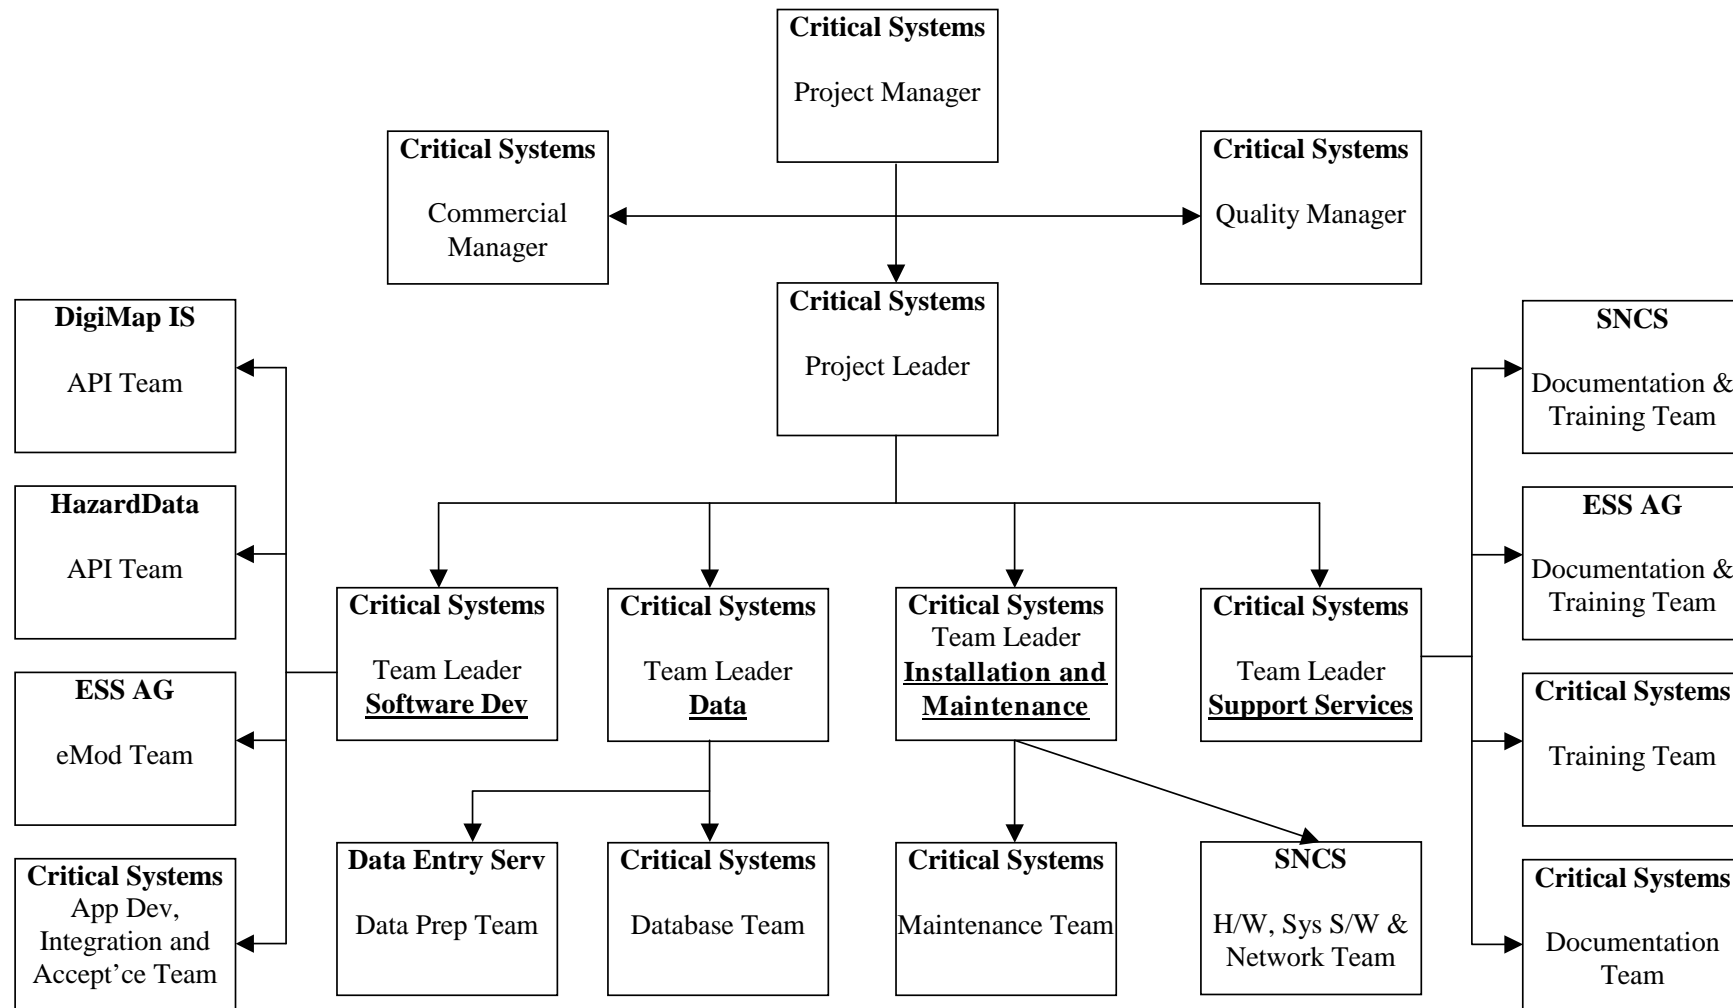 Critical Systems
Project Manager
Critical Systems
Commercial
Manager
Critical Systems
Quality Manager
Critical Systems
Project Leader
DigiMap IS
API Team
HazardData
API Team
ESS AG
eMod Team
Critical Systems
App Dev,
Integration and
Accept’ce Team
Critical Systems
Team Leader
Software Dev
Critical Systems
Team Leader
Data
Critical Systems
Team Leader
Installation and
Maintenance
Critical Systems
Team Leader
Support Services
Data Entry Serv
Data Prep Team
Critical Systems
Database Team
Critical Systems
Maintenance Team
SNCS
H/W, Sys S/W &
Network Team
SNCS
Documentation &
Training Team
ESS AG
Documentation &
Training Team
Critical Systems
Training Team
Critical Systems
Documentation
Team